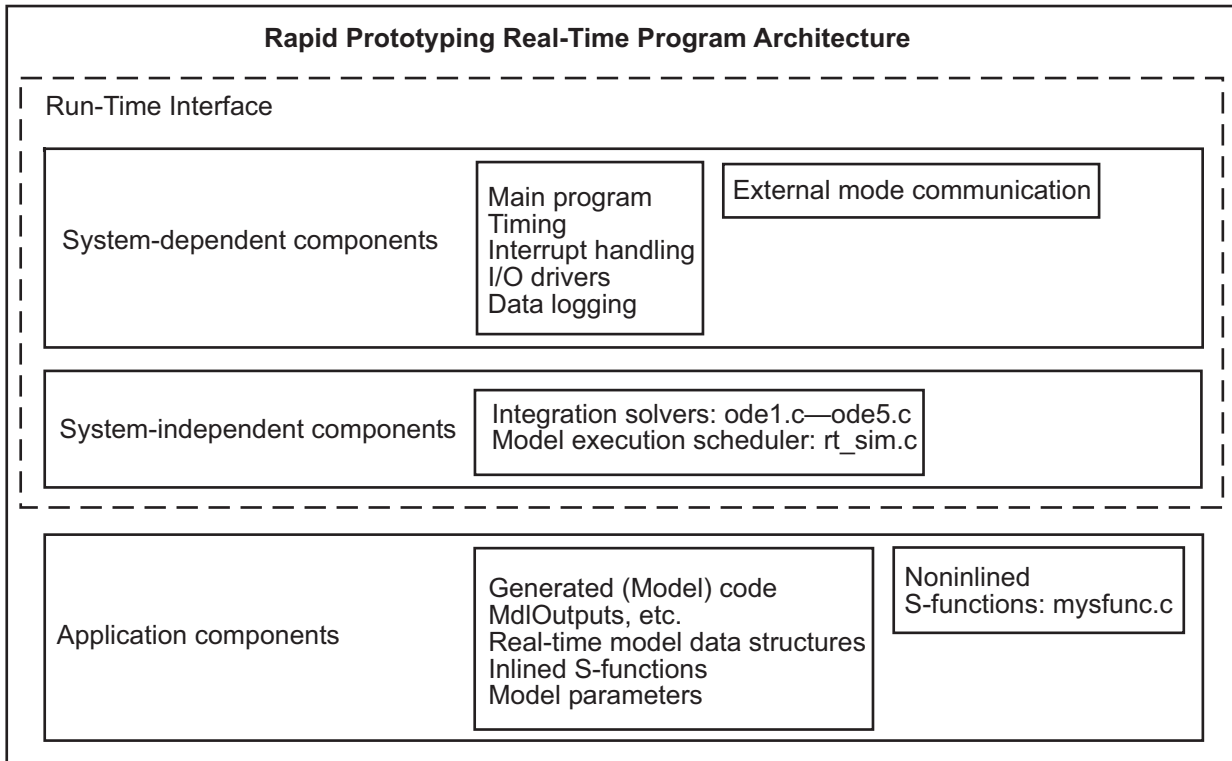 Rapid Prototyping Real-Time Program Architecture
Run-Time Interface
System-dependent components
Main program
Timing
Interrupt handling
I/O drivers
Data logging
External mode communication
System-independent components
Integration solvers: ode1.c—ode5.c
Model execution scheduler: rt_sim.c
Application components
Generated (Model) code
MdlOutputs, etc.
Real-time model data structures
Inlined S-functions
Model parameters
Noninlined
S-functions: mysfunc.c